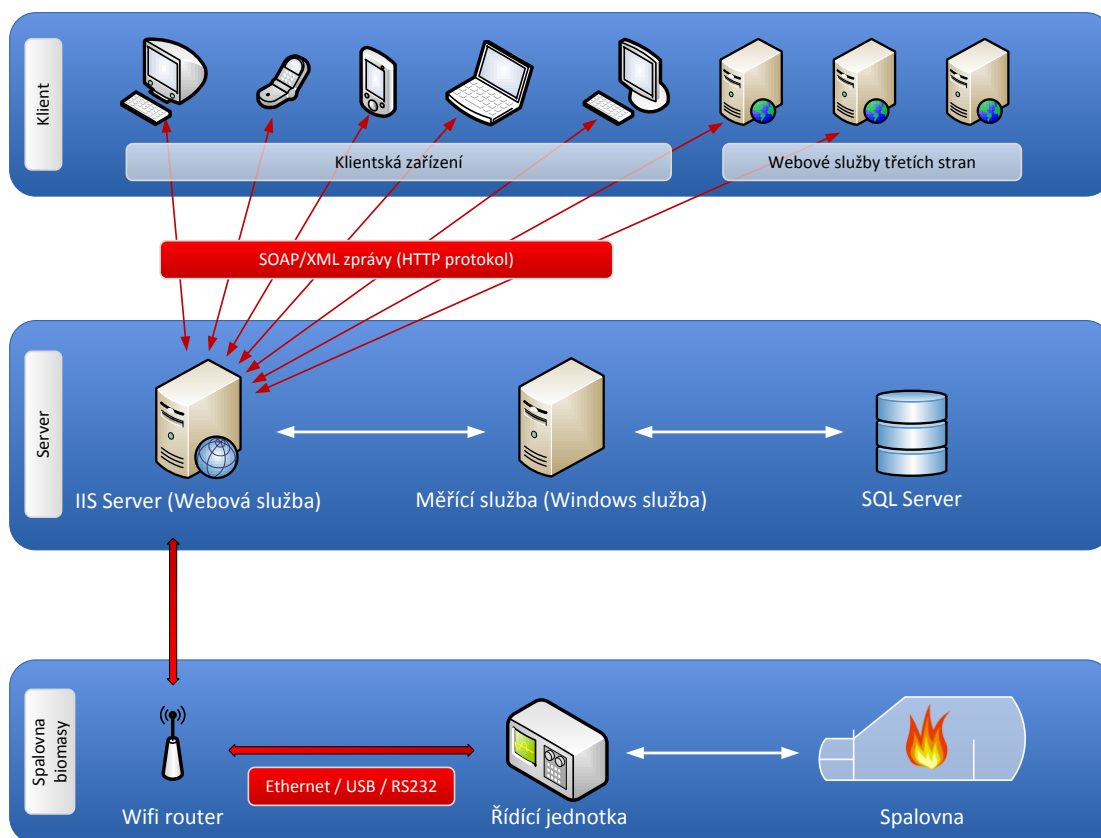 Klient
Klientská zařízení
Webové služby třetích stran
SOAP/XML zprávy (HTTP protokol)
Server
IIS Server (Webová služba)
Měřící služba (Windows služba)
SQL Server
Spalovna
biomasy
Ethernet / USB / RS232
Wifi router
Řídící jednotka
Spalovna